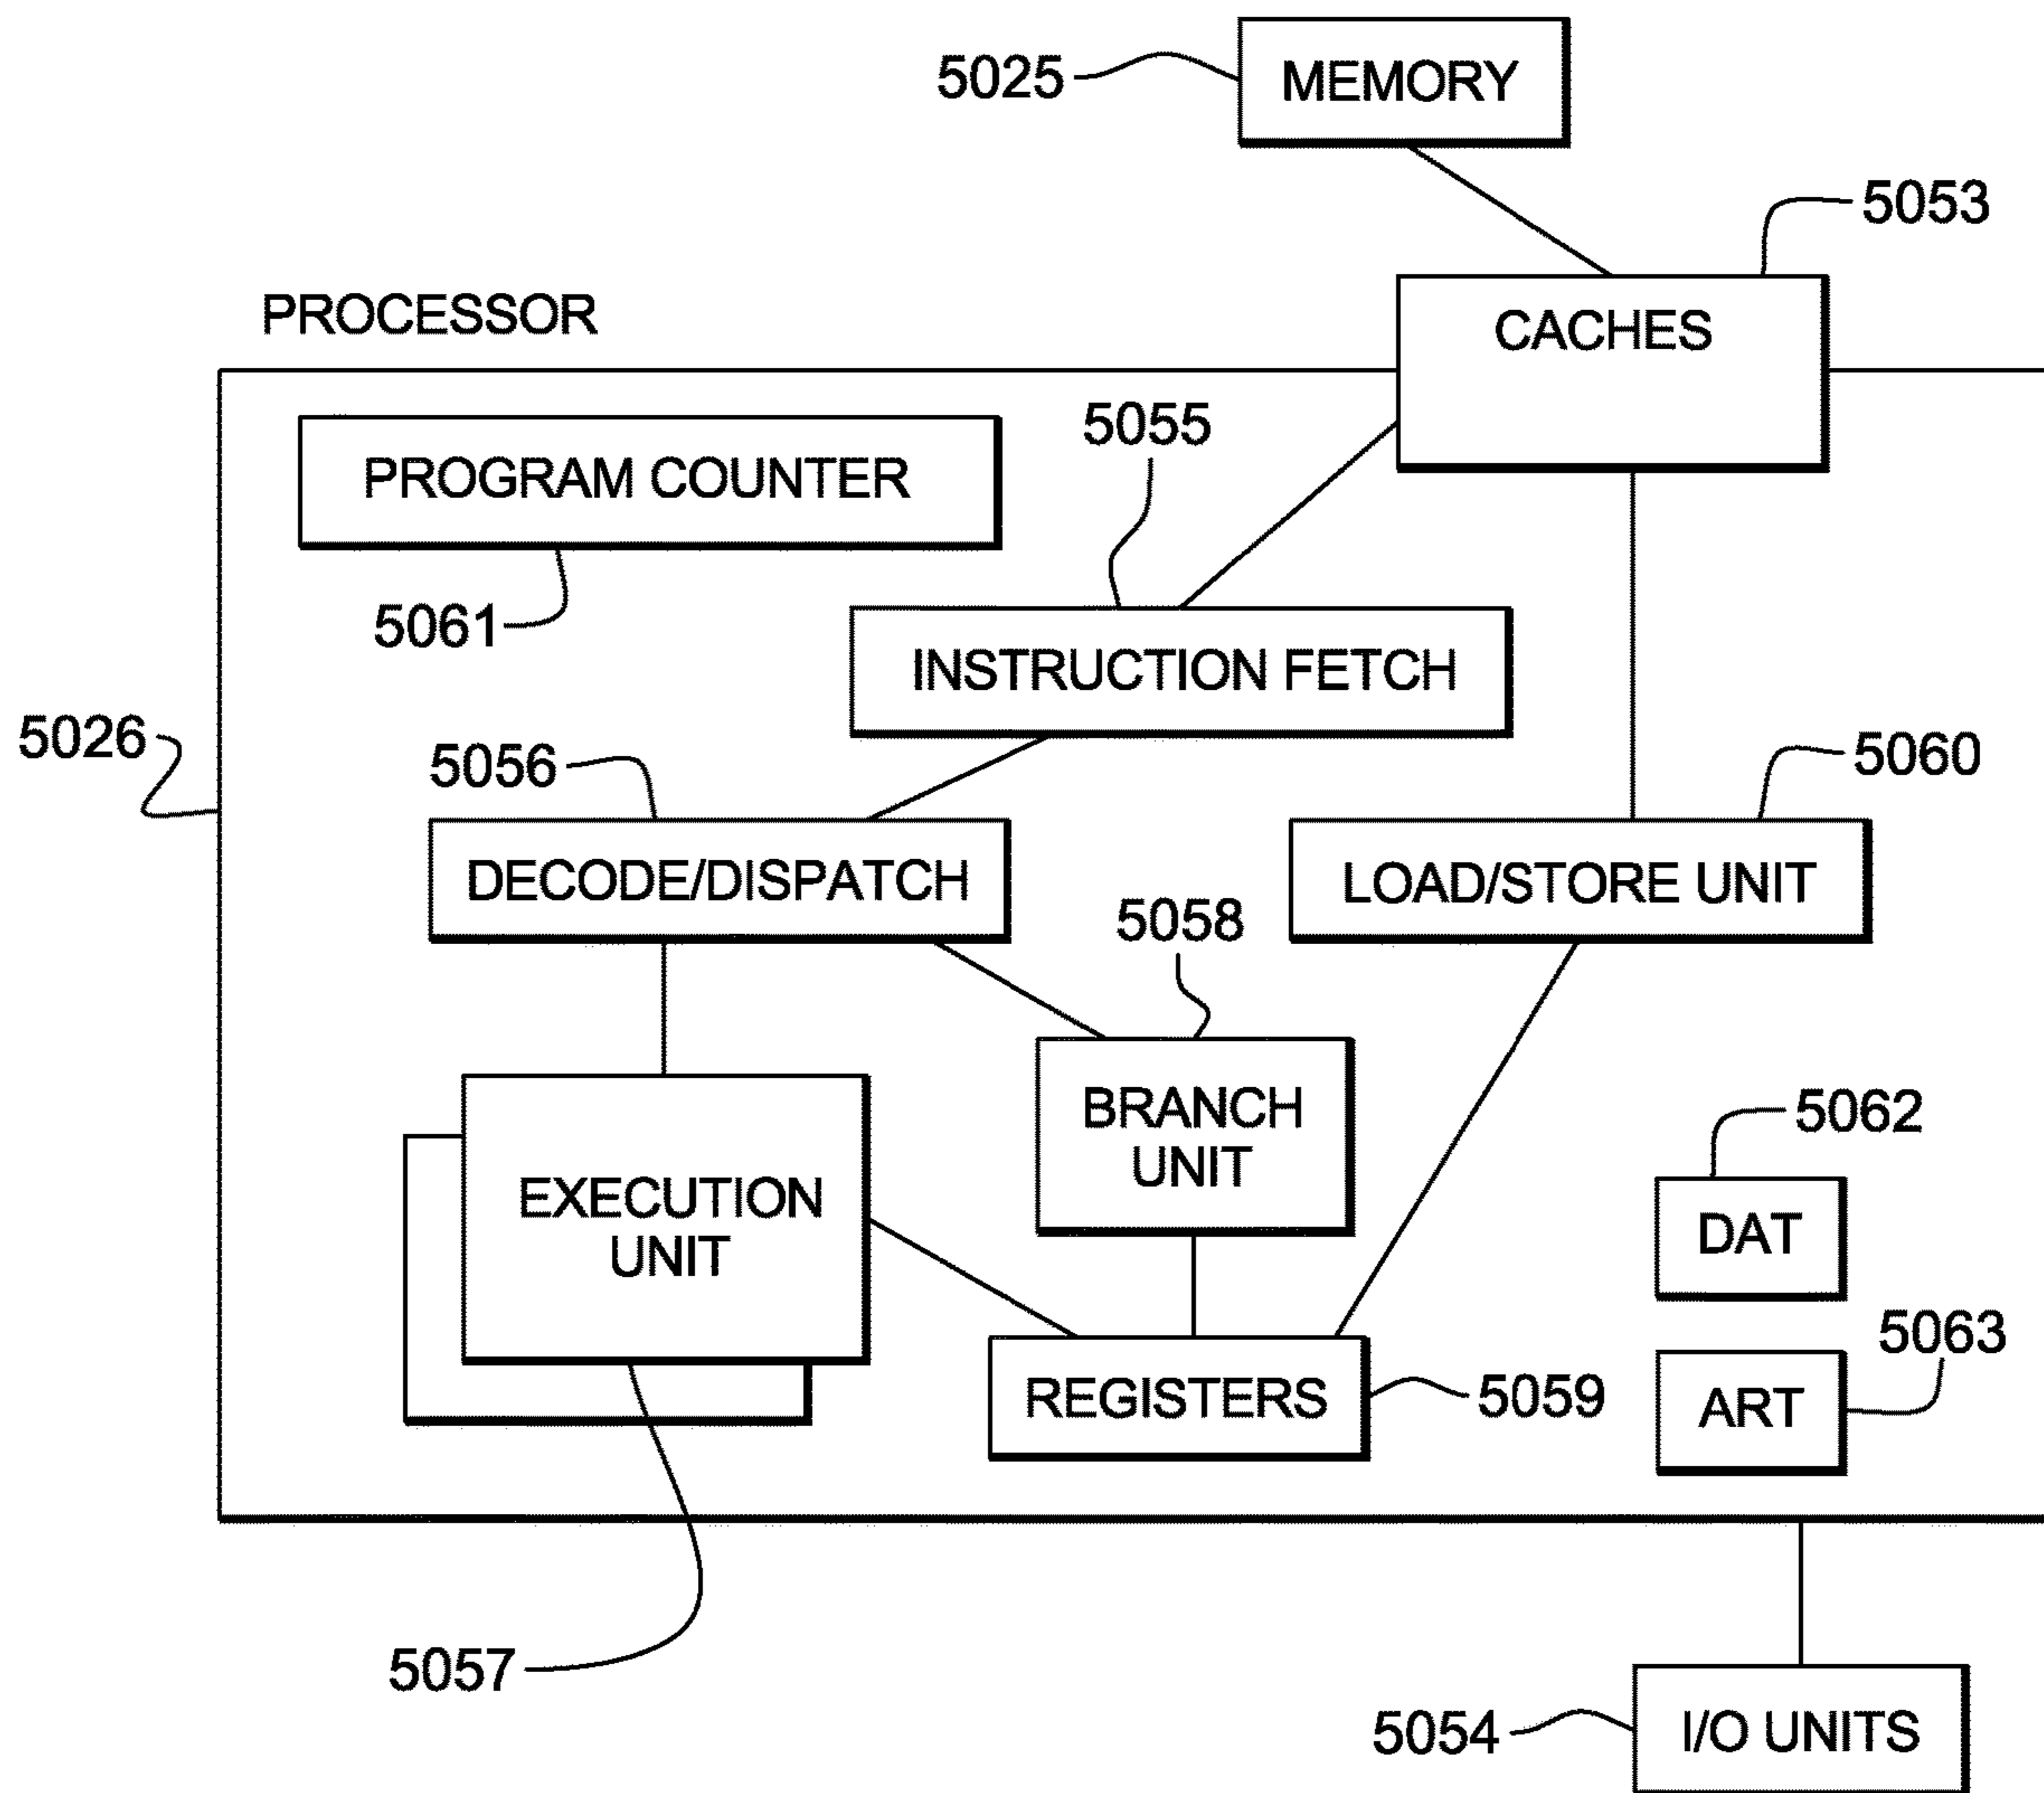 MEMORY
5025
5053
CACHES
PROCESSOR
5055
PROGRAM COUNTER
5061
INSTRUCTION FETCH
5026
5056
5060
DECODE/DISPATCH
LOAD/STORE UNIT
5058
BRANCH
UNIT
5062
EXECUTION
UNIT
DAT
5063
REGISTERS
5059
ART
5057
5054
I/O UNITS